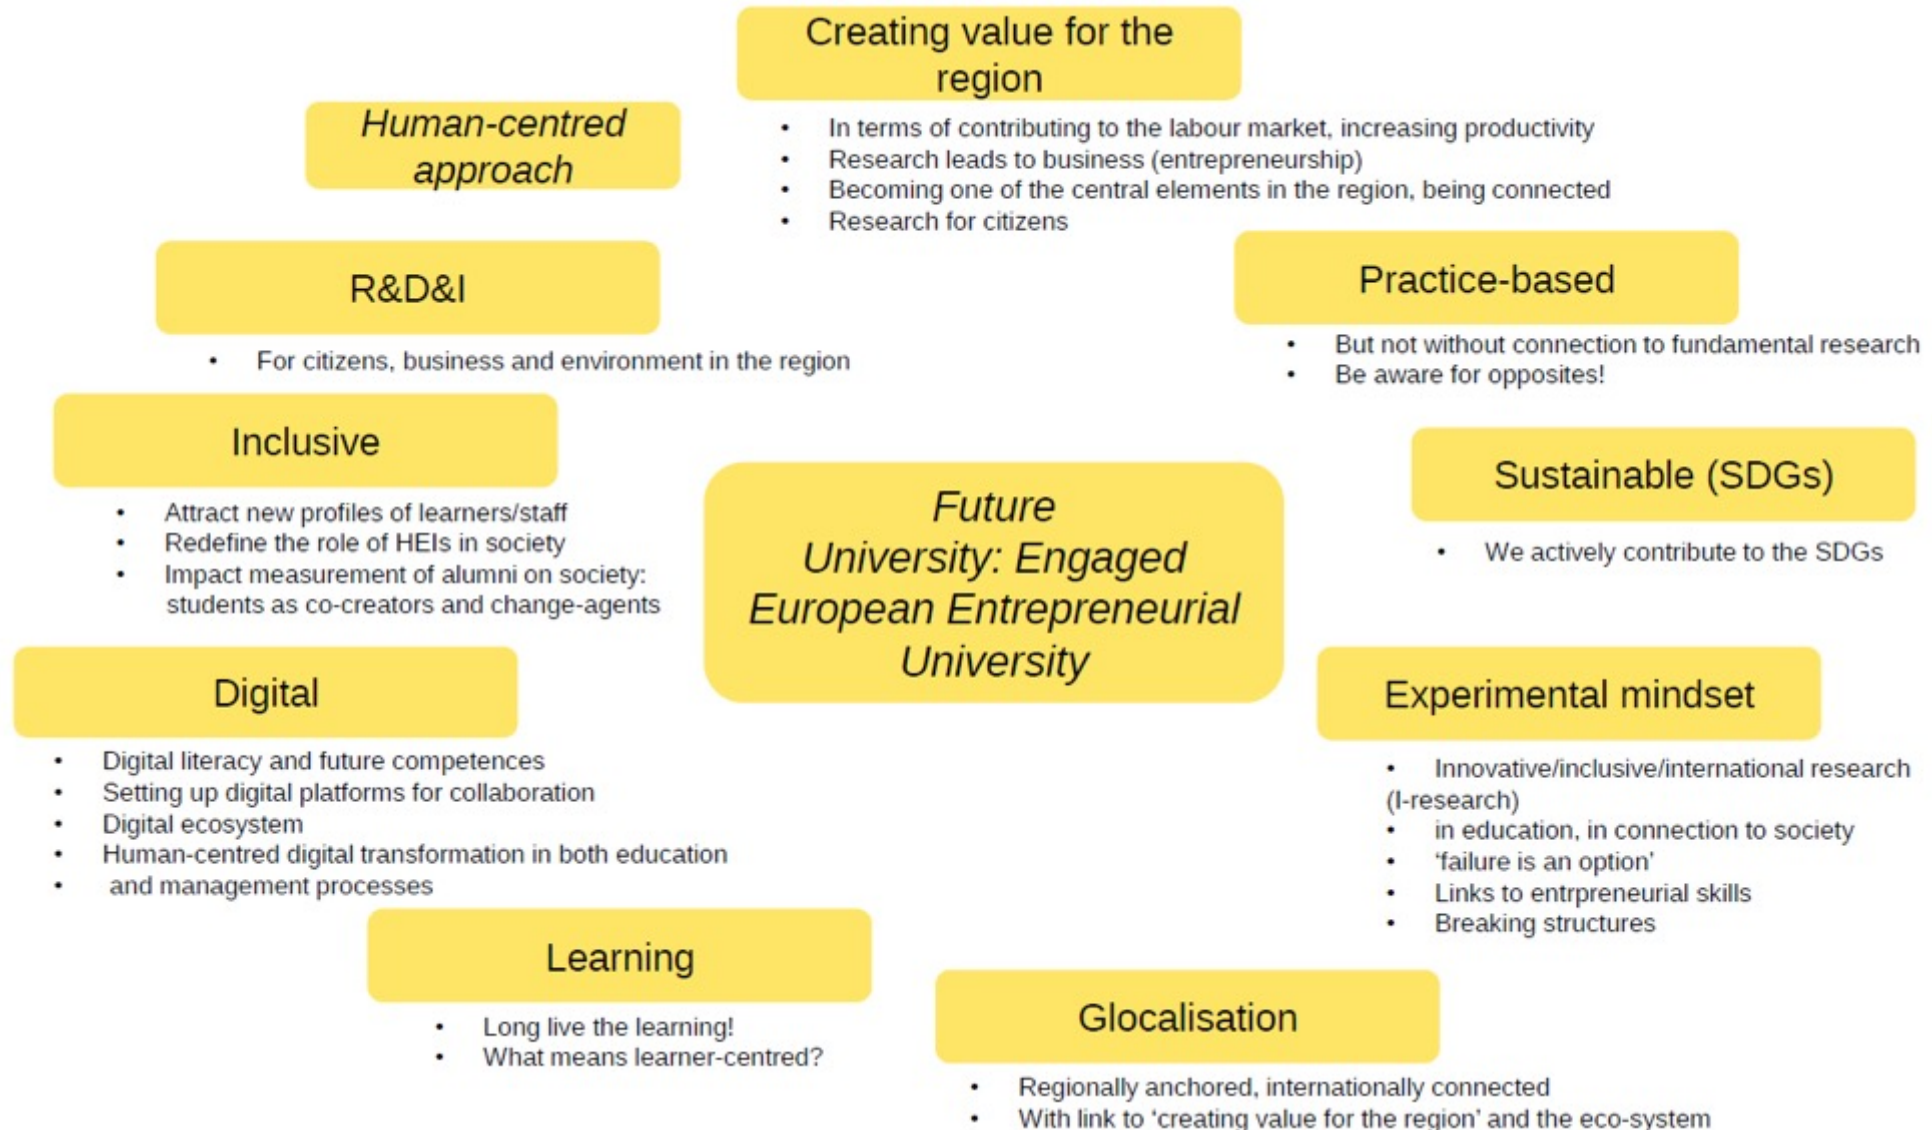 Creating value for the
region
• In terms of contributing to the labour market, increasing productivity
• Research leads to business (entrepreneurship)
• Becoming one of the central elements in the region, being connected
• Research for citizens
Human-centred
approach
R&D&I
• For citizens, business and environment in the region
Practice-based
• But not without connection to fundamental research
• Be aware for opposites!
Inclusive
• Attract new profiles of learners/staff
• Redefine the role of HEIs in society
• Impact measurement of alumni on society:
students as co-creators and change-agents
Future
University: Engaged
European Entrepreneurial
University
Sustainable (SDGs)
• We actively contribute to the SDGs
Digital
• Digital literacy and future competences
• Setting up digital platforms for collaboration
• Digital ecosystem
• Human-centred digital transformation in both education
• and management processes
Experimental mindset
• Innovative/inclusive/international research
(I-research)
• in education, in connection to society
• ‘failure is an option’
• Links to entrpreneurial skills
• Breaking structures
Learning
• Long live the learning!
• What means learner-centred?
Glocalisation
• Regionally anchored, internationally connected
• With link to ‘creating value for the region’ and the eco-system